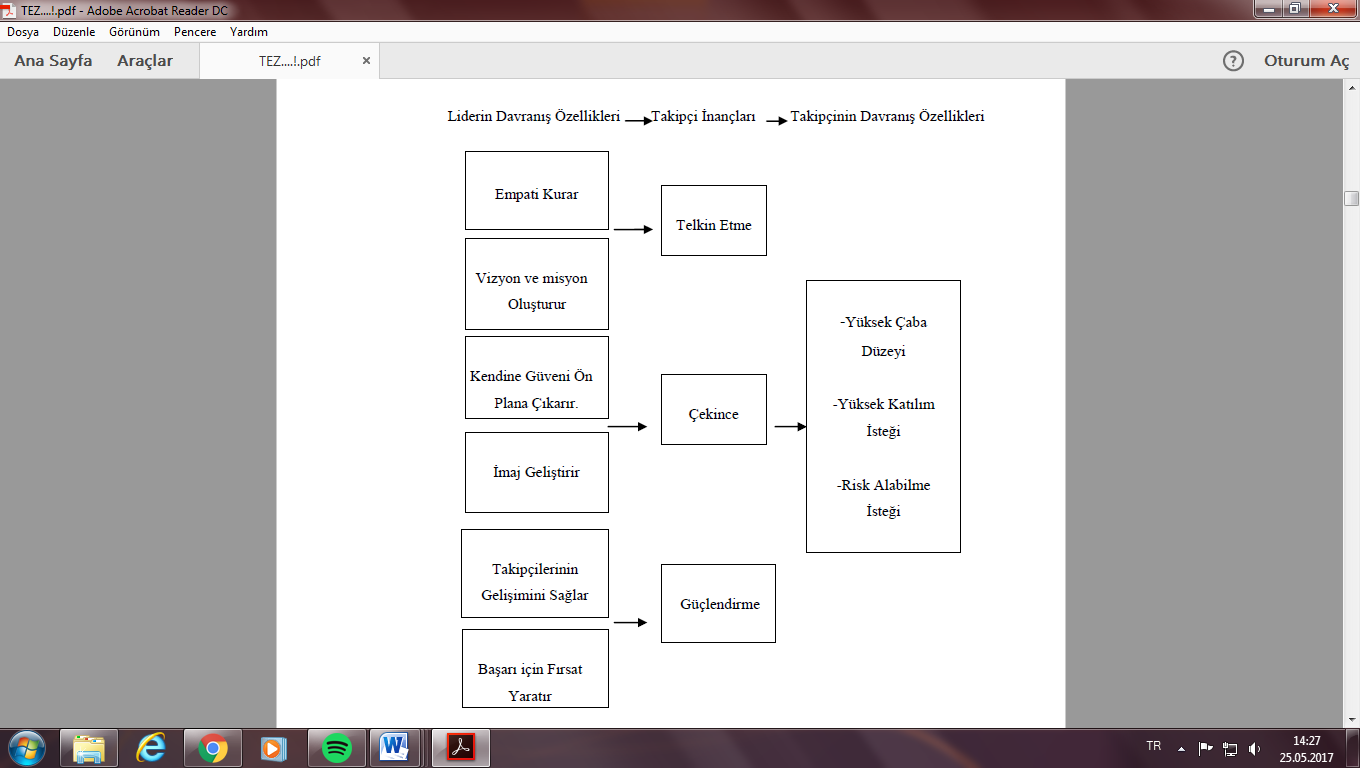 TEZ....!.pdf - Adobe Acrobat Reader DC
Dosya Düzenle Görünüm Pencere Yardım
Ana Sayfa Araçlar TEZ....!.pdf × ? Oturum Aç
Liderin Davranış Özellikleri Takipçi İnançları Takipçinin Davranış Özellikleri
Empati Kurar
Telkin Etme
Vizyon ve misyon
Oluşturur
Kendine Güveni Ön
Plana Çıkarır.
Çekince
İmaj Geliştirir
-Yüksek Çaba
Düzeyi
-Yüksek Katılım
İsteği
-Risk Alabilme
İsteği
Takipçilerinin
Gelişimini Sağlar
Güçlendirme
Başarı için Fırsat
Yaratır
TR
14:27
25.05.2017